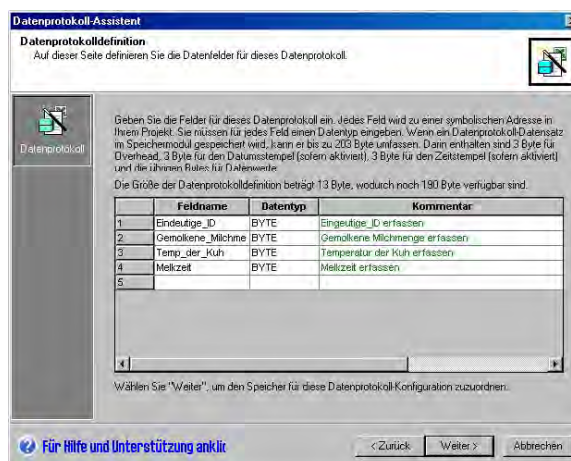 Datenprotokoll-Assistent
Datenprotokolldefinition
Auf dieser Seite definieren Sie die Datenfelder für dieses Datenprotokoll.
Datenprotokoll
Geben Sie die Felder für dieses Datenprotokoll ein. Jedes Feld wird zu einer symbolischen Adresse in
Ihrem Projekt. Sie müssen für jedes Feld einen Datentyp eingeben. Wenn ein Datenprotokoll-Datensatz
im Speichermodul gespeichert wird, kann er bis zu 203 Byte umfassen. Darin enthalten sind 3 Byte für
Overhead, 3 Byte für den Datumsstempel (sofern aktiviert), 3 Byte für den Zeitstempel (sofern aktiviert)
und die übrigen Bytes für Datenwerte.
Die Größe der Datenprotokolldefinition beträgt 13 Byte, wodurch noch 190 Byte verfügbar sind.
Feldname Datentyp Kommentar
1 Eindeutige_ID BYTE Eingeutige_ID erfassen
2 Gemolkene_Milchme BYTE Gemolkene Milchmenge erfassen
3 Temp_der_Kuh BYTE Temperatur der Kuh erfassen
4 Melkzeit BYTE Melkzeit erfassen
5
Wählen Sie "Weiter", um den Speicher für diese Datenprotokoll-Konfiguration zuzuordnen.
Für Hilfe und Unterstützung anklic
<Zurück Weiter > Abbrechen